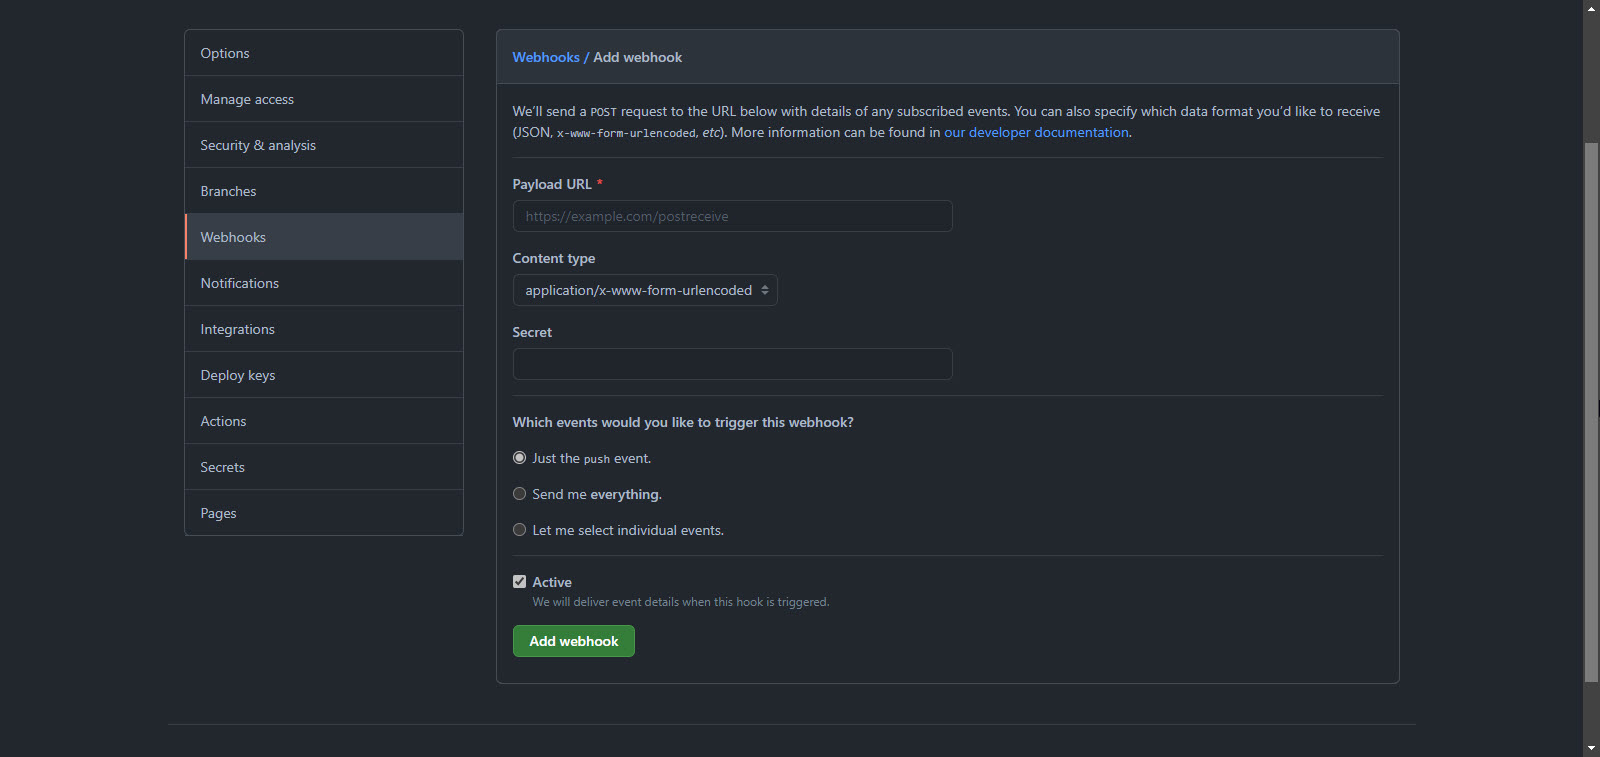 Options
Manage access
Security & analysis
Branches
Webhooks
Notifications
Integrations
Deploy keys
Actions
Secrets
Pages
Webhooks / Add webhook
We’ll send a POST request to the URL below with details of any subscribed events. You can also specify which data format you’d like to receive
(JSON, x-www-form-urlencoded, etc). More information can be found in our developer documentation.
Payload URL *
https://example.com/postreceive
Content type
application/x-www-form-urlencoded
Secret
Which events would you like to trigger this webhook?
Just the push event.
Send me everything.
Let me select individual events.
Active
We will deliver event details when this hook is triggered.
Add webhook